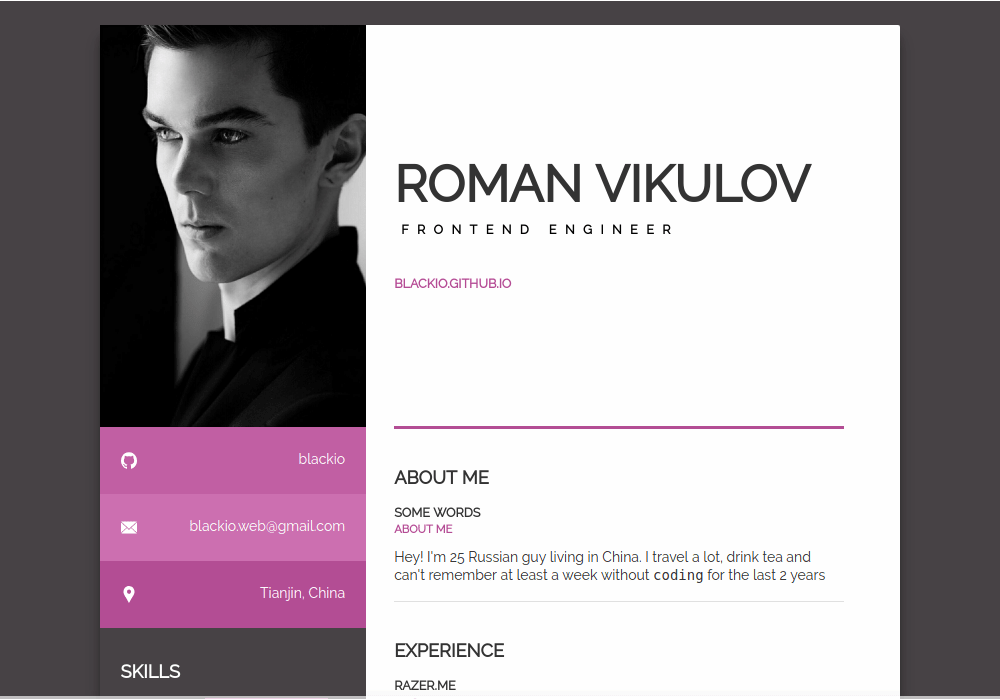 ROMAN VIKULOV
FRONTEND ENGINEER
BLACKIO.GITHUB.IO
blackio
blackio.web@gmail.com
Tianjin, China
SKILLS
ABOUT ME
SOME WORDS
ABOUT ME
Hey! I'm 25 Russian guy living in China. I travel a lot, drink tea and
can't remember at least a week without coding for the last 2 years
EXPERIENCE
RAZER.ME